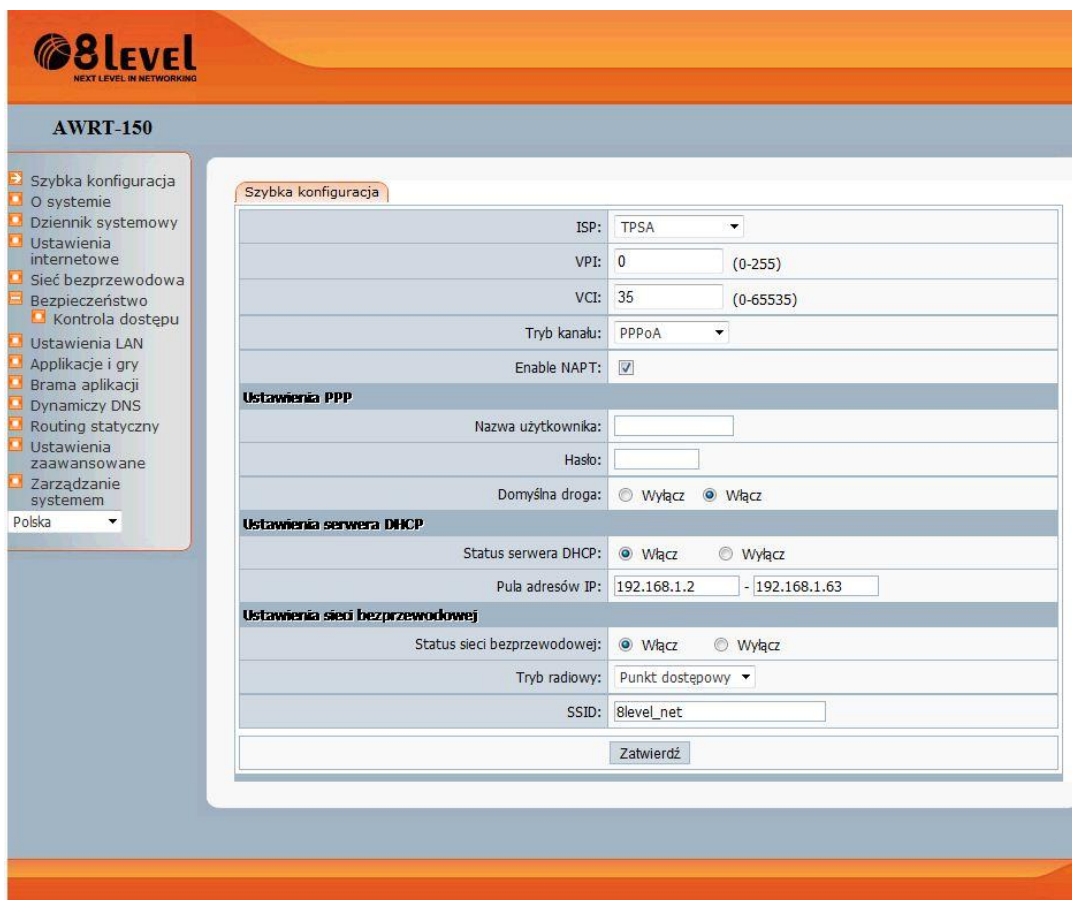 8level
NEXT LEVEL IN NETWORKING
AWRT-150
Szybka konfiguracja
O systemie
Dziennik systemowy
Ustawienia
internetowe
Sieć bezprzewodowa
Bezpieczeństwo
Kontrola dostępu
Ustawienia LAN
Applikacje i gry
Brama aplikacji
Dynamiczy DNS
Routing statyczny
Ustawienia
zaawansowane
Zarządzanie
systemem
Polska
Szybka konfiguracja
ISP: TPSA
VPI: 0 (0-255)
VCI: 35 (0-65535)
Tryb kanału: PPPoA
Enable NAPT:
Ustawienia PPP
Nazwa użytkownika:
Hasło:
Domyślna droga: Wyłącz Włącz
Ustawienia serwera DHCP
Status serwera DHCP: Włącz Wyłącz
Pula adresów IP: 192.168.1.2 - 192.168.1.63
Ustawienia sieci bezprzewodowej
Status sieci bezprzewodowej: Włącz Wyłącz
Tryb radiowy: Punkt dostępowy
SSID: 8level_net
Zatwierdź